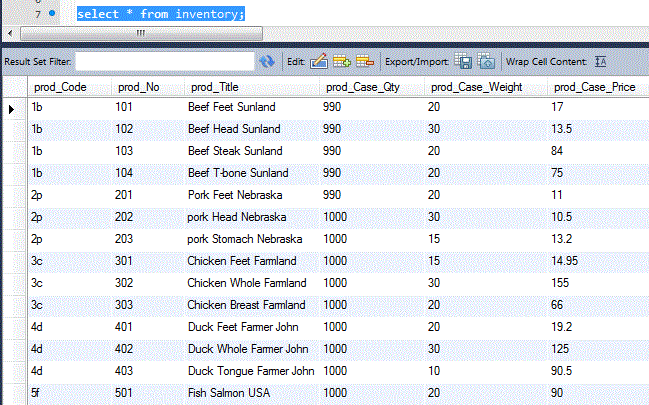 7 select * from inventory;
Result Set Filter: Edit: Export/Import: Wrap Cell Content:
prod_Code prod_No prod_Title prod_Case_Qty prod_Case_Weight prod_Case_Price
1b 101 Beef Feet Sunland 990 20 17
1b 102 Beef Head Sunland 990 30 13.5
1b 103 Beef Steak Sunland 990 20 84
1b 104 Beef T-bone Sunland 990 20 75
2p 201 Pork Feet Nebraska 990 20 11
2p 202 pork Head Nebraska 1000 30 10.5
2p 203 pork Stomach Nebraska 1000 15 13.2
3c 301 Chicken Feet Farmland 1000 15 14.95
3c 302 Chicken Whole Farmland 1000 30 155
3c 303 Chicken Breast Farmland 1000 20 66
4d 401 Duck Feet Farmer John 1000 20 19.2
4d 402 Duck Whole Farmer John 1000 30 125
4d 403 Duck Tongue Farmer John 1000 10 90.5
5f 501 Fish Salmon USA 1000 20 90